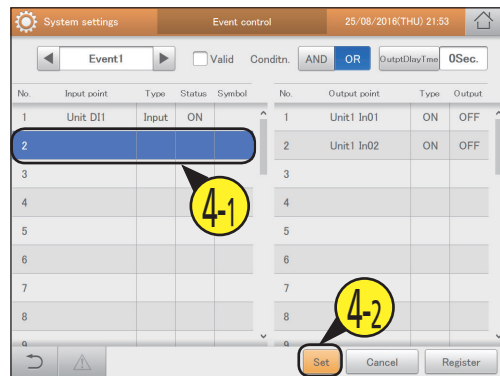 System settings Event control 25/08/2016(THU) 21:53
Event1 Valid Conditn. AND OR OutptDlayTme 0Sec.
No. Input point Type Status Symbol No. Output point Type Output
1 Unit DI1 Input ON 1 Unit1 In01 ON OFF
2 2 Unit1 In02 ON OFF
3 3
4 4
4-1
5 5
6 6
7 7
8 8
4-2
9 9
Set Cancel Register